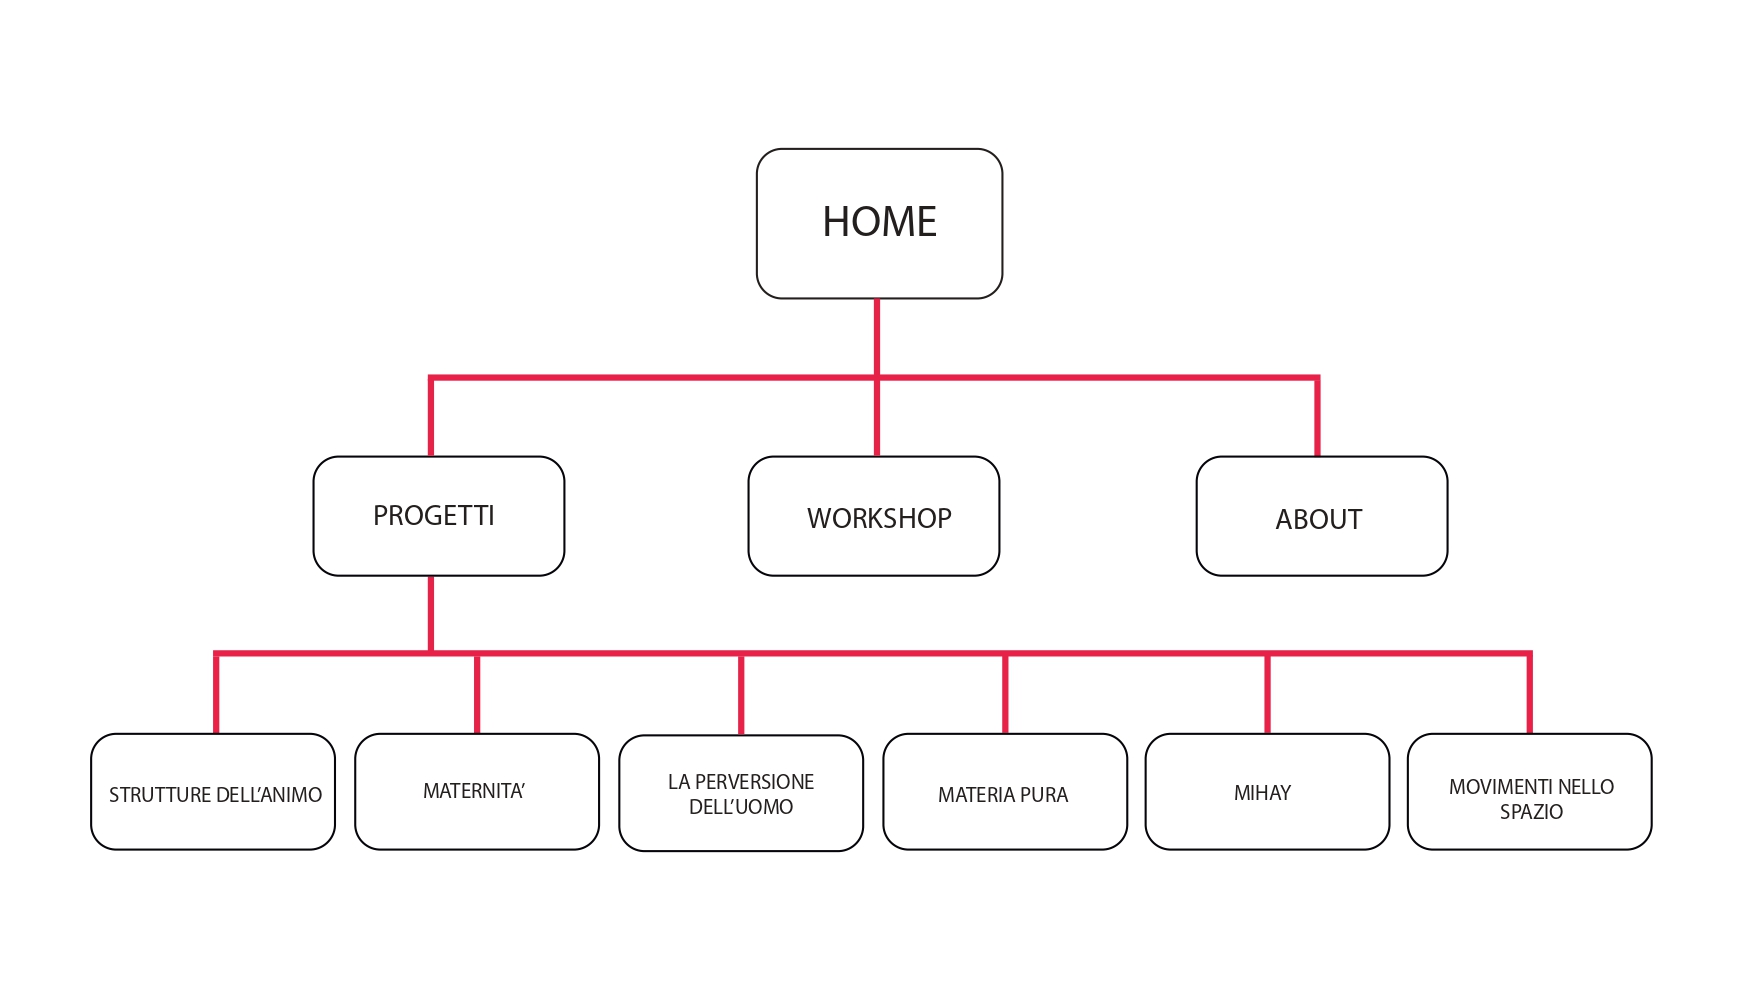 HOME
PROGETTI
WORKSHOP
ABOUT
STRUTTURE DELL’ANIMO
MATERNITA’
LA PERVERSIONE
DELL’UOMO
MATERIA PURA
MIHAY
MOVIMENTI NELLO
SPAZIO